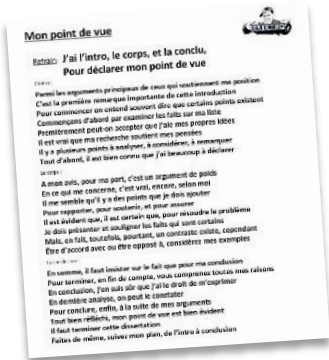 Mon point de vue
Refrain: J'ai l'intro, le corps, et la conclu,
Pour déclarer mon point de vue
L'intro:
Parmi les arguments principaux de ceux qui soutiennent ma position
C'est la première remarque importante de cette introduction
Pour commencer on entend souvent dire que certains points existent
Commençons d'abord par examiner les faits sur ma liste
Premièrement peut-on accepter que j'aie mes propres idées
Il est vrai que ma recherche soutient mes pensées
Il y a plusieurs points à analyser, à considérer, à remarquer
Tout d'abord, il est bien connu que j'ai beaucoup à déclarer
Le corps:
A mon avis, pour ma part, c'est un argument de poids
En ce qui me concerne, c'est vrai, encore, selon moi
Il me semble qu'il y a des points que je dois ajouter
Pour rapporter, pour soutenir, et pour assurer
Il est évident que, il est certain que, pour résoudre le problème
Je dois présenter et souligner les faits qui sont certains
Mais, en fait, toutefois, pourtant, un contraste existe, cependant
Être d'accord avec ou être opposé à, considérez mes exemples
En somme, il faut insister sur le fait que pour ma conclusion
Pour terminer, en fin de compte, vous comprenez toutes mes raisons
En conclusion, j'en suis sûr que j'ai le droit de m'exprimer
En dernière analyse, on peut le constater
Pour conclure, enfin, à la suite de mes arguments
Tout bien réfléchi, mon point de vue est bien évident
Il faut terminer cette dissertation
Faites de même, suivez mon plan, de l'intro à conclusion